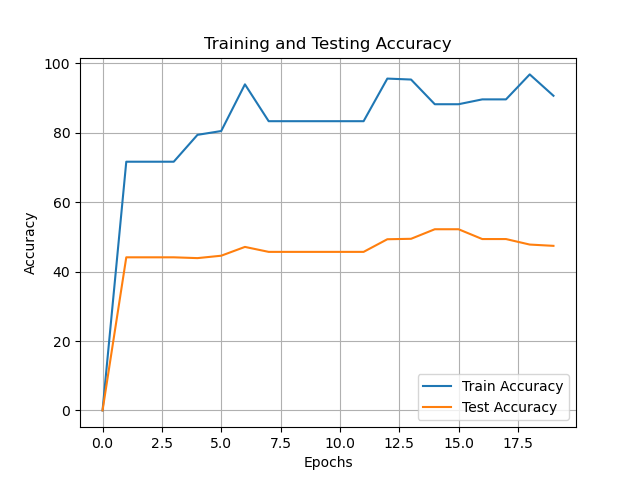 Training and Testing Accuracy
100
80
60
40
20
0
Accuracy
0.0 2.5 5.0 7.5 10.0 12.5 15.0 17.5
Epochs
Train Accuracy
Test Accuracy